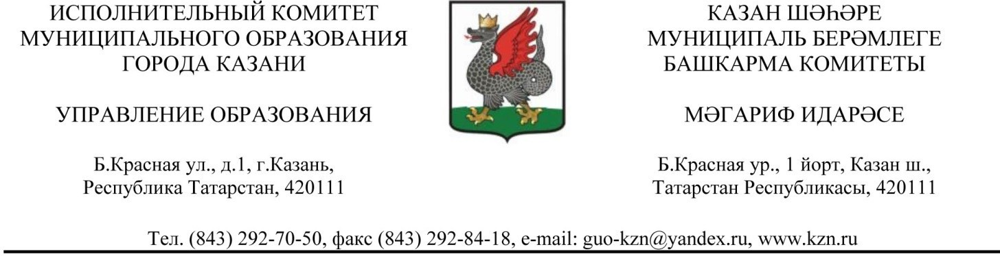 ИСПОЛНИТЕЛЬНЫЙ КОМИТЕТ
МУНИЦИПАЛЬНОГО ОБРАЗОВАНИЯ
ГОРОДА КАЗАНИ
УПРАВЛЕНИЕ ОБРАЗОВАНИЯ
Б.Красная ул., д.1, г.Казань,
Республика Татарстан, 420111
КАЗАН ШӘҺӘРЕ
МУНИЦИПАЛЬ БЕРӘМЛЕГЕ
БАШКАРМА КОМИТЕТЫ
МӘГАРИФ ИДАРӘСЕ
Б.Красная ур., 1 йорт, Казан ш.,
Татарстан Республикасы, 420111
Тел. (843) 292-70-50, факс (843) 292-84-18, e-mail: guo-kzn@yandex.ru, www.kzn.ru